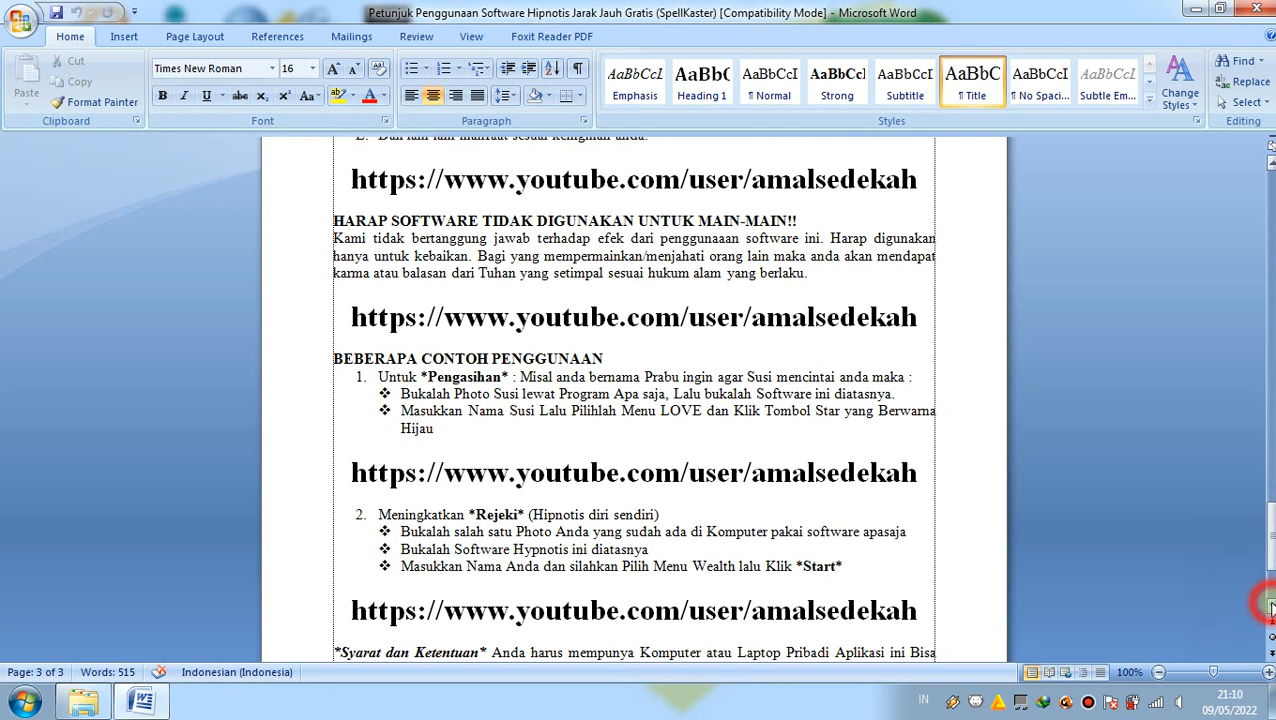 Petunjuk Penggunaan Software Hipnotis Jarak Jauh Gratis (SpellKaster) [Compatibility Mode] - Microsoft Word
Home Insert Page Layout References Mailings Review View Foxit Reader PDF
Paste
Cut
Copy
Format Painter
Clipboard
Times New Roman 16
Font
Paragraph
AaBbCcI Emphasis
AaBbC Heading 1
AaBbCcI ¶ Normal
AaBbCc Strong
AaBbCcI Subtitle
AaBbC ¶ Title
AaBbCcI ¶ No Spaci...
AaBbCcI Subtle Em...
Change Styles
Styles
Find
Replace
Select
Editing
2. Dan lain-lain manfaat sesuai keinginan anda.
https://www.youtube.com/user/amalsedekah
HARAP SOFTWARE TIDAK DIGUNAKAN UNTUK MAIN-MAIN!!
Kami tidak bertanggung jawab terhadap efek dari penggunaaan software ini. Harap digunakan
hanya untuk kebaikan. Bagi yang mempermainkan/menjahati orang lain maka anda akan mendapat
karma atau balasan dari Tuhan yang setimpal sesuai hukum alam yang berlaku.
https://www.youtube.com/user/amalsedekah
BEBERAPA CONTOH PENGGUNAAN
1. Untuk *Pengasihan* : Misal anda bernama Prabu ingin agar Susi mencintai anda maka :
❖ Bukalah Photo Susi lewat Program Apa saja, Lalu bukalah Software ini diatasnya.
❖ Masukkan Nama Susi Lalu Pilihlah Menu LOVE dan Klik Tombol Star yang Berwarna
Hijau
https://www.youtube.com/user/amalsedekah
2. Meningkatkan *Rejeki* (Hipnotis diri sendiri)
❖ Bukalah salah satu Photo Anda yang sudah ada di Komputer pakai software apasaja
❖ Bukalah Software Hypnotis ini diatasnya
❖ Masukkan Nama Anda dan silahkan Pilih Menu Wealth lalu Klik *Start*
https://www.youtube.com/user/amalsedekah
*Syarat dan Ketentuan* Anda harus mempunya Komputer atau Laptop Pribadi Aplikasi ini Bisa
Page: 3 of 3 Words: 515 Indonesian (Indonesia) 100%
IN
21:10
09/05/2022